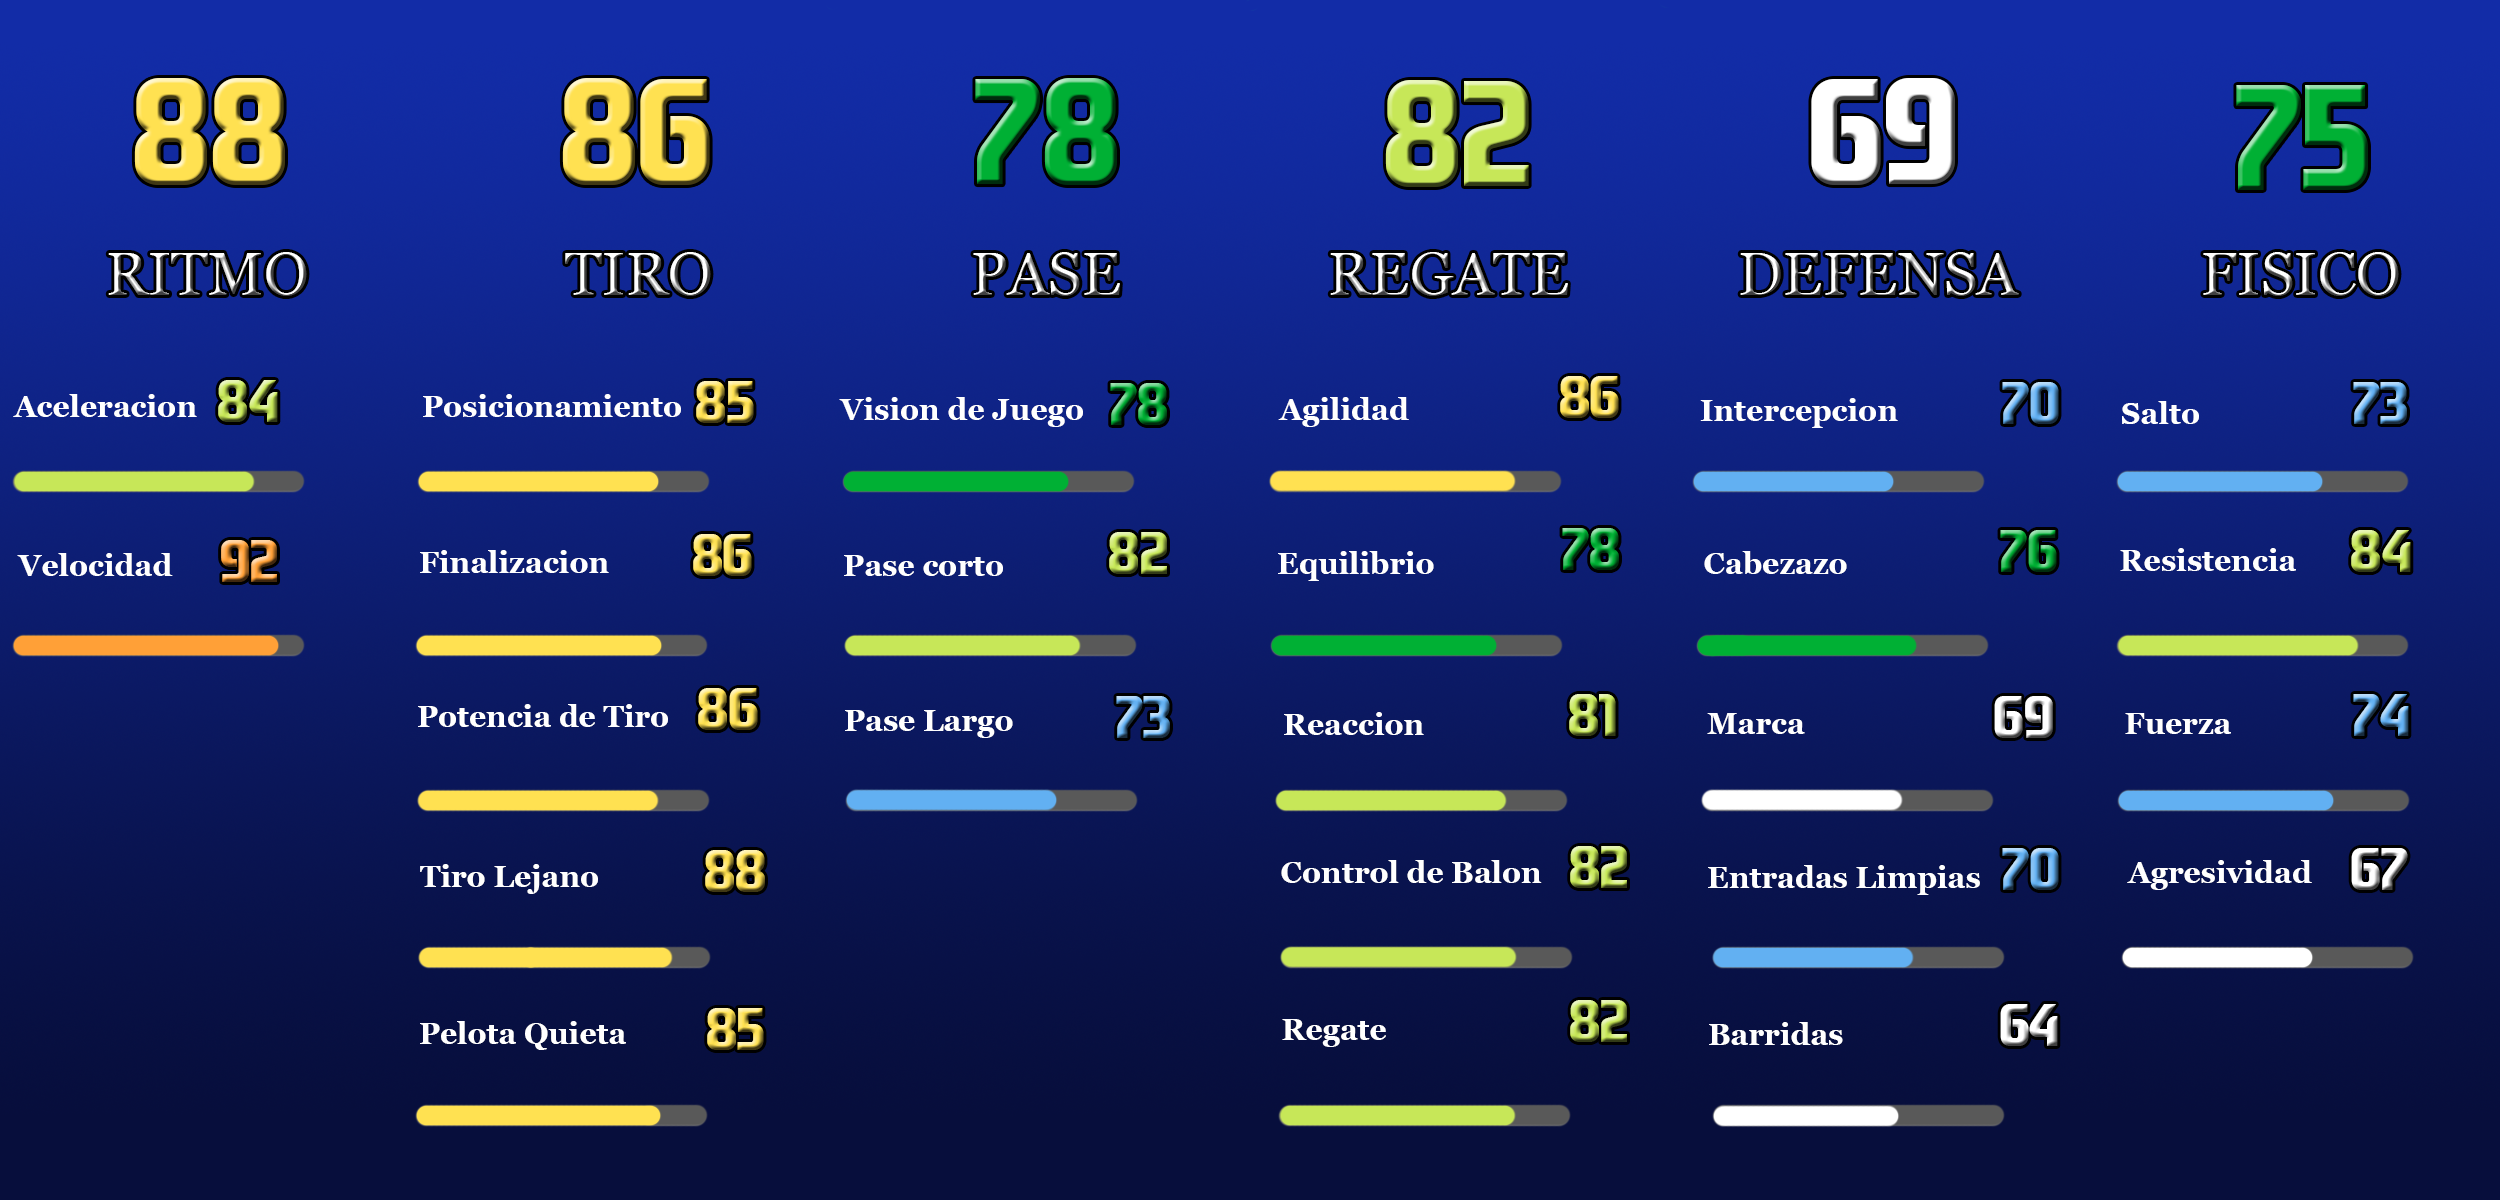 88 86 78 82 69 75
RITMO TIRO PASE REGATE DEFENSA FISICO
Aceleracion 84 Posicionamiento 85 Vision de Juego 78 Agilidad 86 Intercepcion 70 Salto 73
Velocidad 92 Finalizacion 86 Pase corto 82 Equilibrio 78 Cabezazo 76 Resistencia 84
Potencia de Tiro 86 Pase Largo 73 Reaccion 81 Marca 69 Fuerza 74
Tiro Lejano 88 Control de Balon 82 Entradas Limpias 70 Agresividad 67
Pelota Quieta 85 Regate 82 Barridas 64